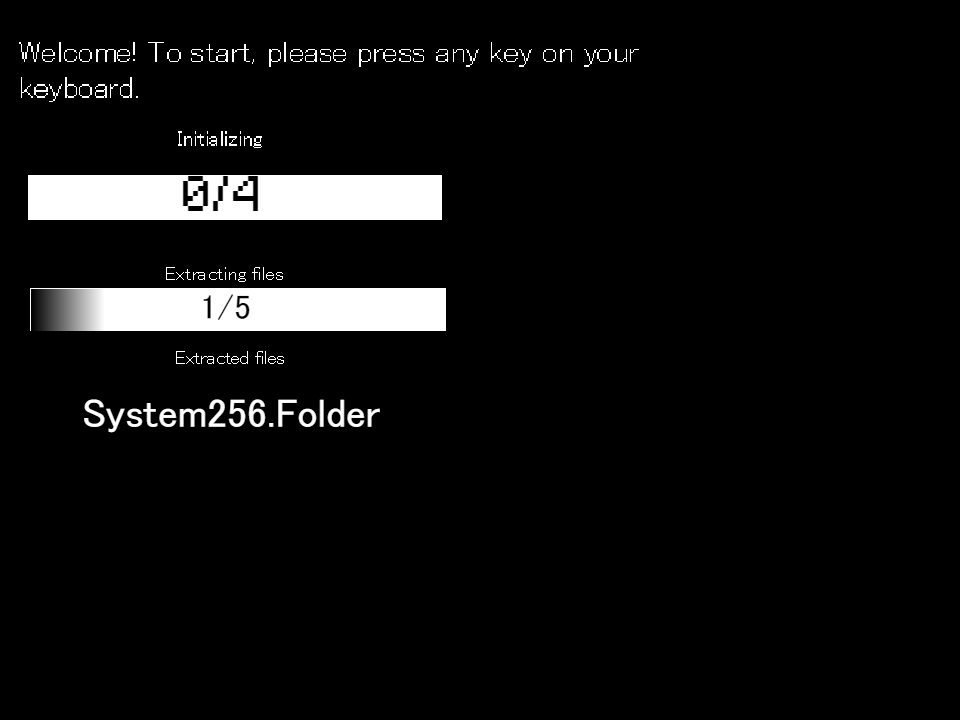 Welcome! To start, please press any key on your
keyboard.
Initializing
0/4
Extracting files
1/5
Extracted files
System256.Folder